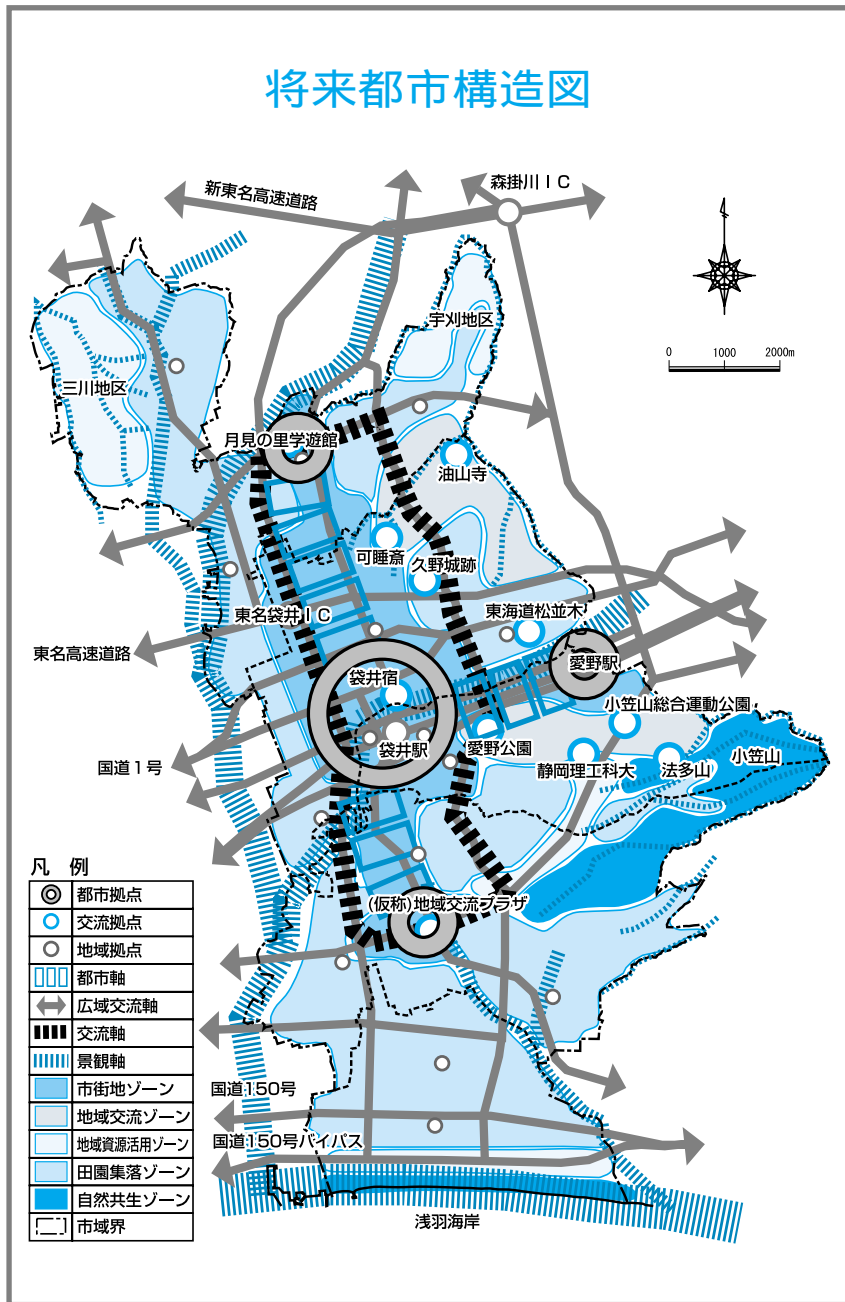 将来都市構造図
森掛川IC
新東名高速道路
0 1000 2000m
宇刈地区
三川地区
月見の里学遊館
油山寺
可睡斎
久野城跡
東名袋井IC
東海道松並木
東名高速道路
愛野駅
袋井宿
小笠山総合運動公園
袋井駅
愛野公園
小笠山
国道1号
静岡理工科大
法多山
(仮称)地域交流プラザ
凡 例
都市拠点
交流拠点
地域拠点
都市軸
広域交流軸
交流軸
景観軸
市街地ゾーン
地域交流ゾーン
地域資源活用ゾーン
田園集落ゾーン
自然共生ゾーン
市域界
国道150号
国道150号バイパス
浅羽海岸